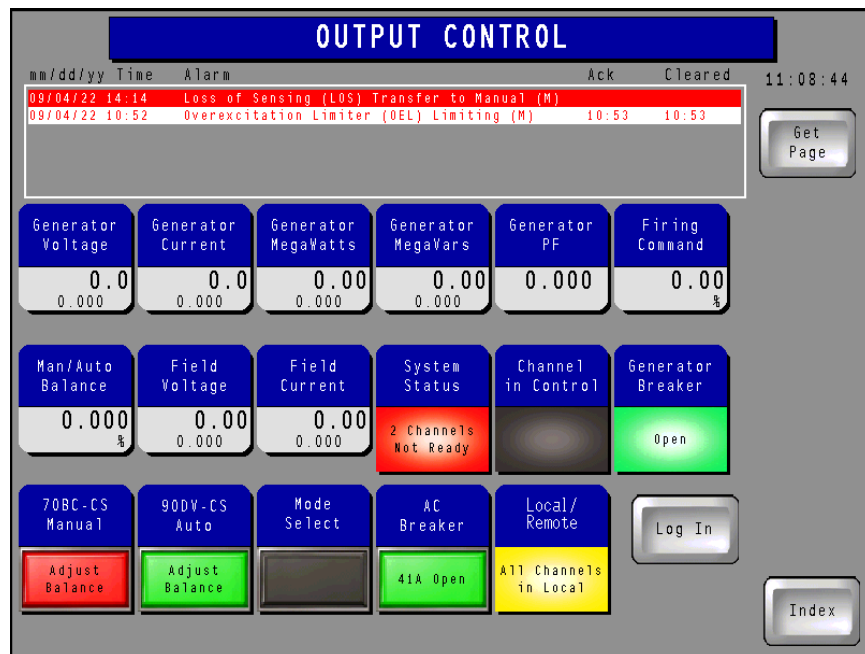 OUTPUT CONTROL
mm/dd/yy Time Alarm Ack Cleared
11:08:44
09/04/22 14:14 Loss of Sensing (LOS) Transfer to Manual (M)
09/04/22 10:52 Overexcitation Limiter (OEL) Limiting (M) 10:53 10:53
Get
Page
Generator
Voltage
0.0
0.000
Generator
Current
0.0
0.000
Generator
MegaWatts
0.00
0.000
Generator
MegaVars
0.00
0.000
Generator
PF
0.000
Firing
Command
0.00
%
Man/Auto
Balance
0.000
%
Field
Voltage
0.00
0.000
Field
Current
0.00
0.000
System
Status
2 Channels
Not Ready
Channel
in Control
Generator
Breaker
Open
70BC-CS
Manual
Adjust
Balance
90DV-CS
Auto
Adjust
Balance
Mode
Select
AC
Breaker
41A Open
Local/
Remote
All Channels
in Local
Log In
Index